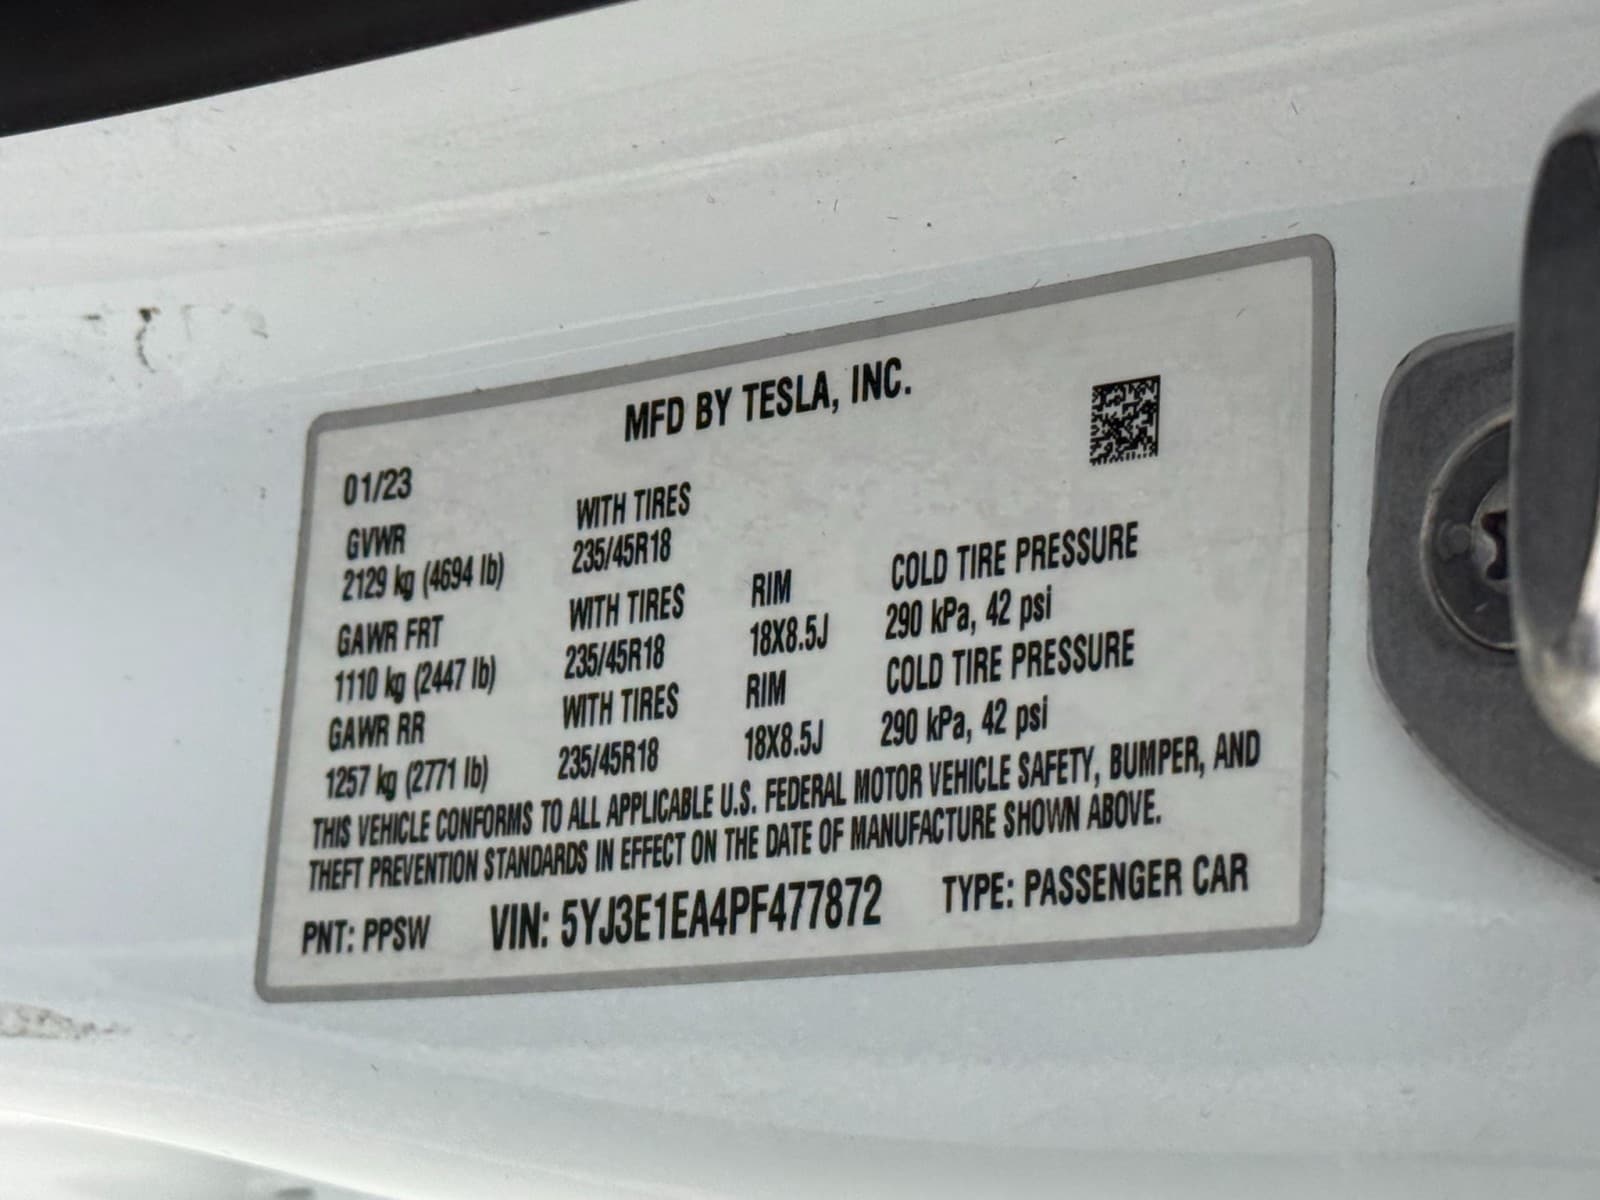 MFD BY TESLA, INC.
01/23
GVWR WITH TIRES
2129 kg (4694 lb) 235/45R18
GAWR FRT WITH TIRES RIM COLD TIRE PRESSURE
1110 kg (2447 lb) 235/45R18 18X8.5J 290 kPa, 42 psi
GAWR RR WITH TIRES RIM COLD TIRE PRESSURE
1257 kg (2771 lb) 235/45R18 18X8.5J 290 kPa, 42 psi
THIS VEHICLE CONFORMS TO ALL APPLICABLE U.S. FEDERAL MOTOR VEHICLE SAFETY, BUMPER, AND
THEFT PREVENTION STANDARDS IN EFFECT ON THE DATE OF MANUFACTURE SHOWN ABOVE.
PNT: PPSW VIN: 5YJ3E1EA4PF477872 TYPE: PASSENGER CAR